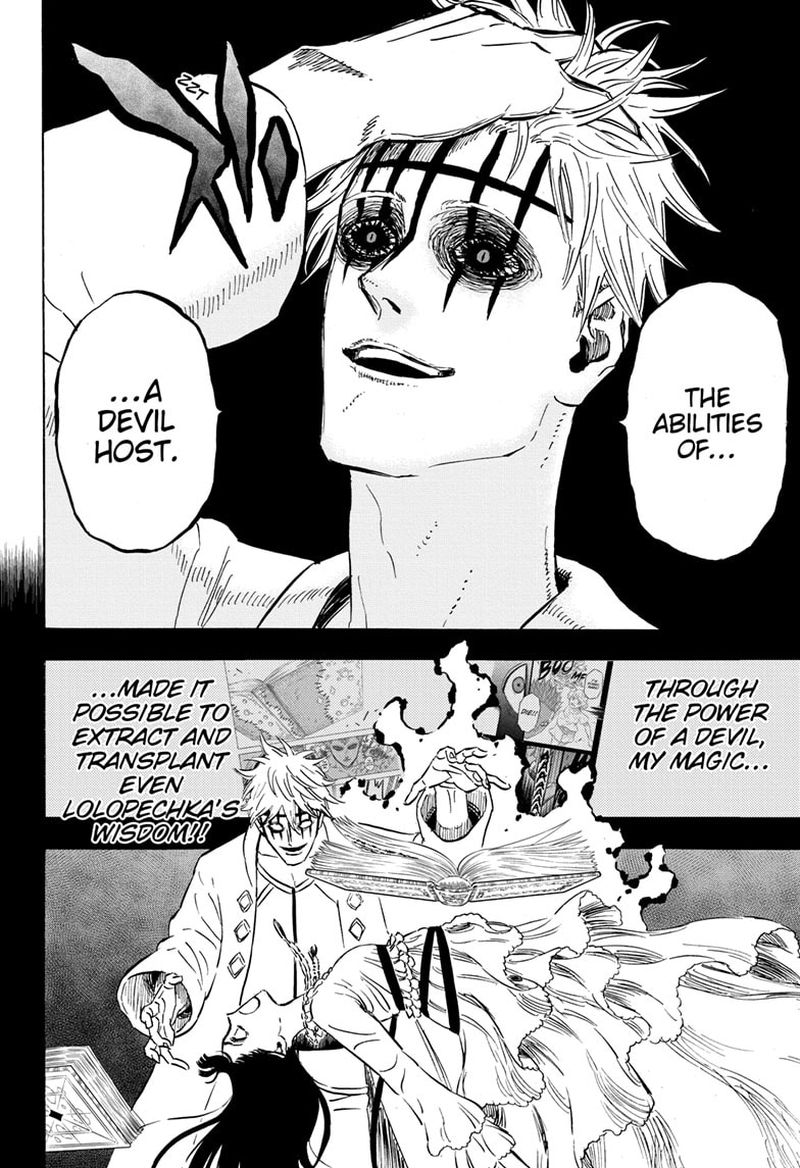 ZZT
THE
ABILITIES
OF...
...A
DEVIL
HOST.
THROUGH
THE POWER
OF A DEVIL,
MY MAGIC...
...MADE IT
POSSIBLE TO
EXTRACT AND
TRANSPLANT
EVEN
LOLOPECHKA'S
WISDOM!!